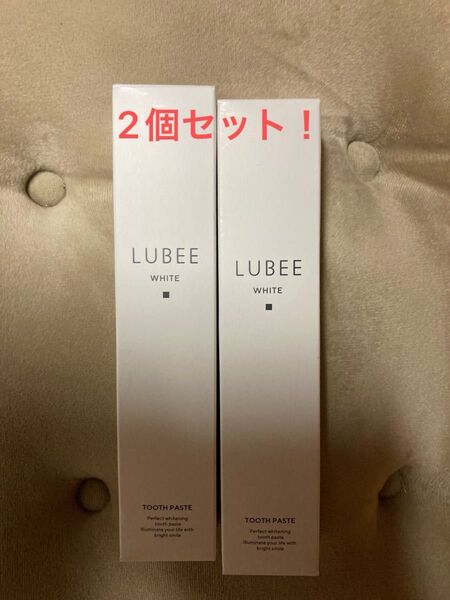 2個セット！
LUBEE
WHITE
TOOTH PASTE
Perfect whitening
tooth paste
Illuminate your life with
bright smile
LUBEE
WHITE
TOOTH PASTE
Perfect whitening
tooth paste
Illuminate your life with
bright smile